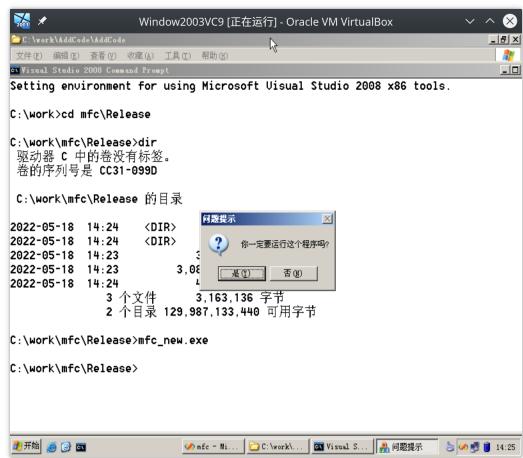 Window2003VC9 [正在运行] - Oracle VM VirtualBox
C:\work\AddCode\AddCode
文件(F) 编辑(E) 查看(V) 收藏(A) 工具(T) 帮助(H)
Visual Studio 2008 Command Prompt
Setting environment for using Microsoft Visual Studio 2008 x86 tools.
C:\work>cd mfc\Release
C:\work\mfc\Release>dir
驱动器 C 中的卷没有标签。
卷的序列号是 CC31-099D
C:\work\mfc\Release 的目录
2022-05-18 14:24 <DIR>
2022-05-18 14:24 <DIR>
2022-05-18 14:23
2022-05-18 14:23 3,08
2022-05-18 14:24
3 个文件 3,163,136 字节
2 个目录 129,987,133,440 可用字节
问题提示
你一定要运行这个程序吗?
是(Y) 否(N)
C:\work\mfc\Release>mfc_new.exe
C:\work\mfc\Release>
开始 mfc - Mi... C:\work\... Visual S... 问题提示 14:25